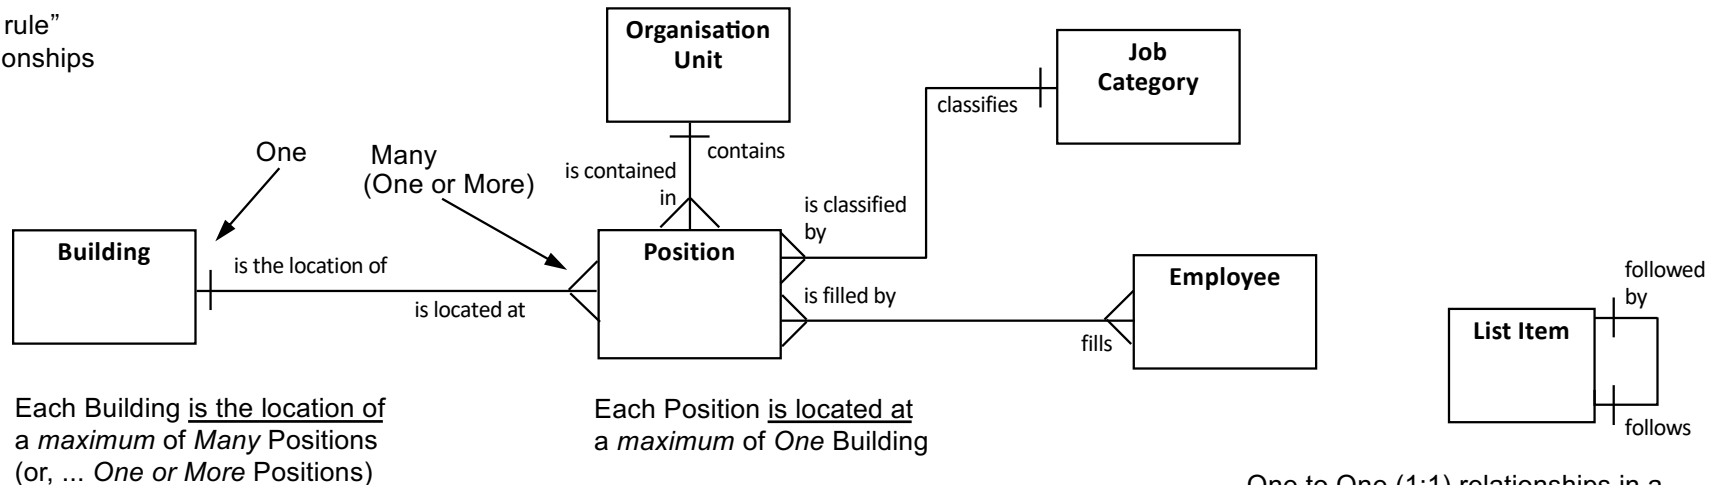 rule”
onships
Organisation
Unit
Job
Category
classifies
One
Many
(One or More)
contains
is contained
in
is classified
by
Building
is the location of
is located at
Position
is filled by
fills
Employee
followed
by
List Item
follows
Each Building is the location of
a maximum of Many Positions
(or, ... One or More Positions)
Each Position is located at
a maximum of One Building
One to One (1:1) relationships in a